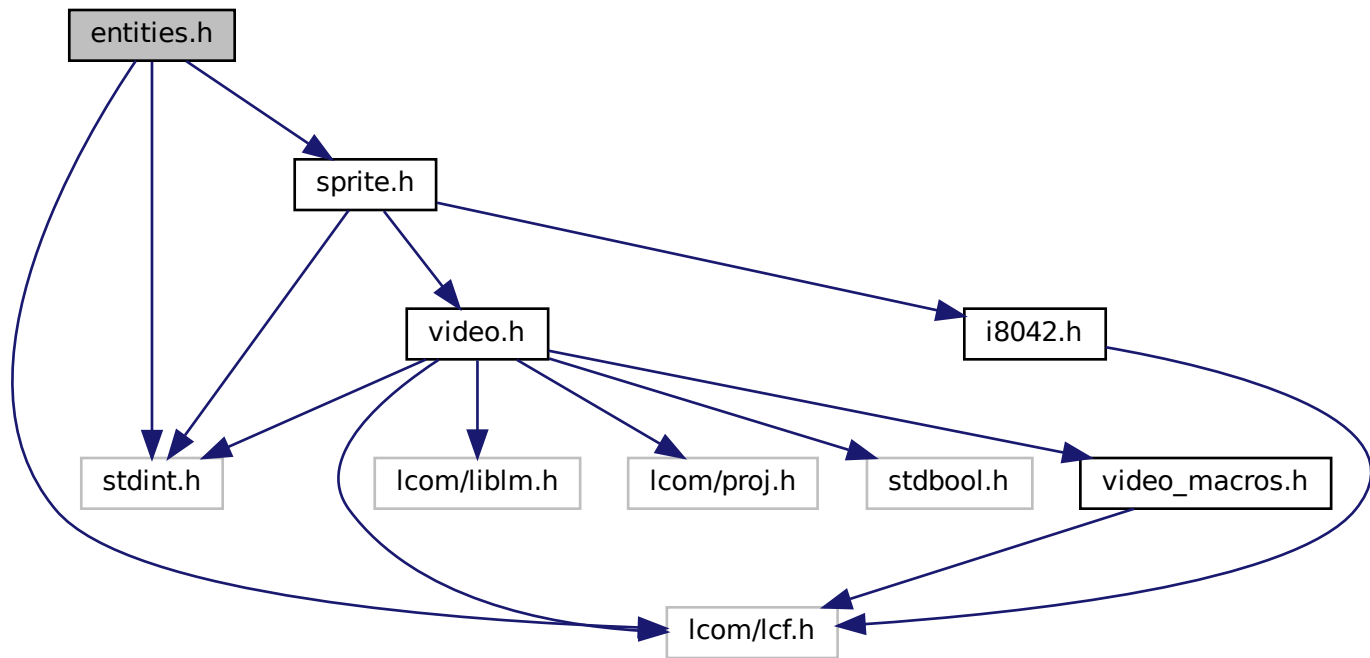 entities.h
sprite.h
video.h
i8042.h
stdint.h
lcom/liblm.h
lcom/proj.h
stdbool.h
video_macros.h
lcom/lcf.h